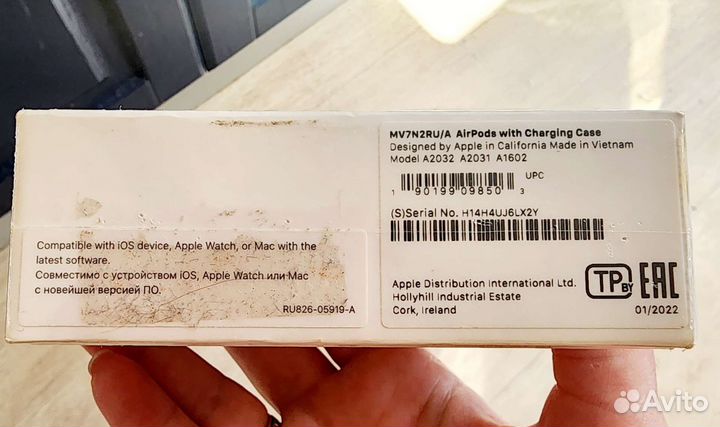 MV7N2RU/A AirPods with Charging Case
Designed by Apple in California Made in Vietnam
Model A2032 A2031 A1602
UPC
1 90199 09850 3
(S)Serial No. H14H4UJ6LX2Y
Compatible with iOS device, Apple Watch, or Mac with the
latest software.
Совместимо с устройством iOS, Apple Watch или Mac
с новейшей версией ПО.
RU826-05919-A
Apple Distribution International Ltd.
Hollyhill Industrial Estate
Cork, Ireland
TP BY EAC
01/2022
Avito